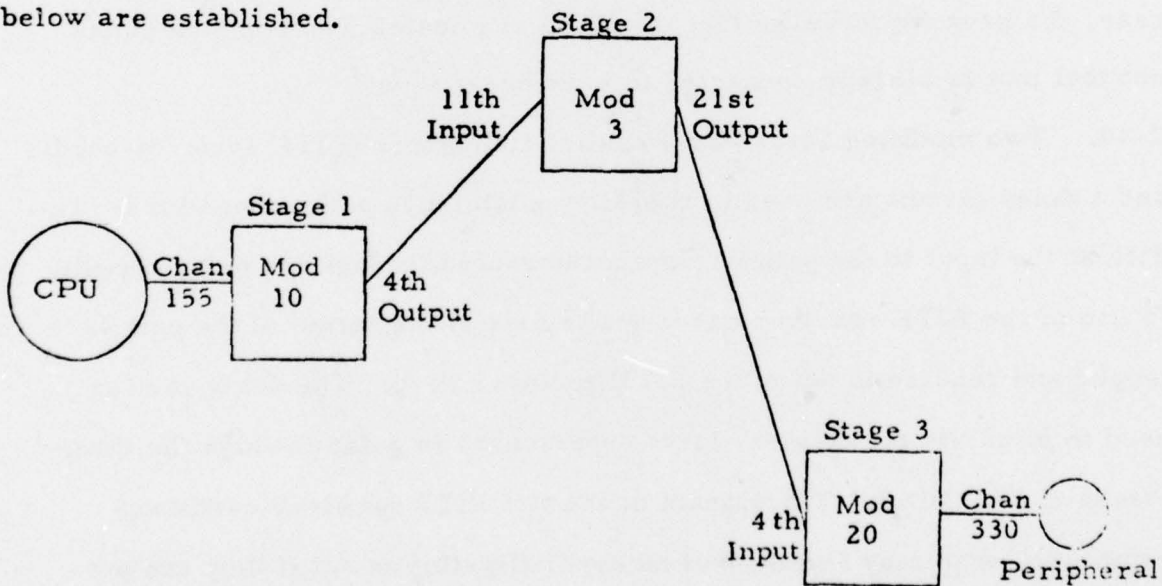 below are established.
Stage 2
Mod
3
11th
Input
21st
Output
Stage 1
Mod
10
CPU
Chan
155
4th
Output
Stage 3
Mod
20
4th
Input
Chan
330
Peripheral